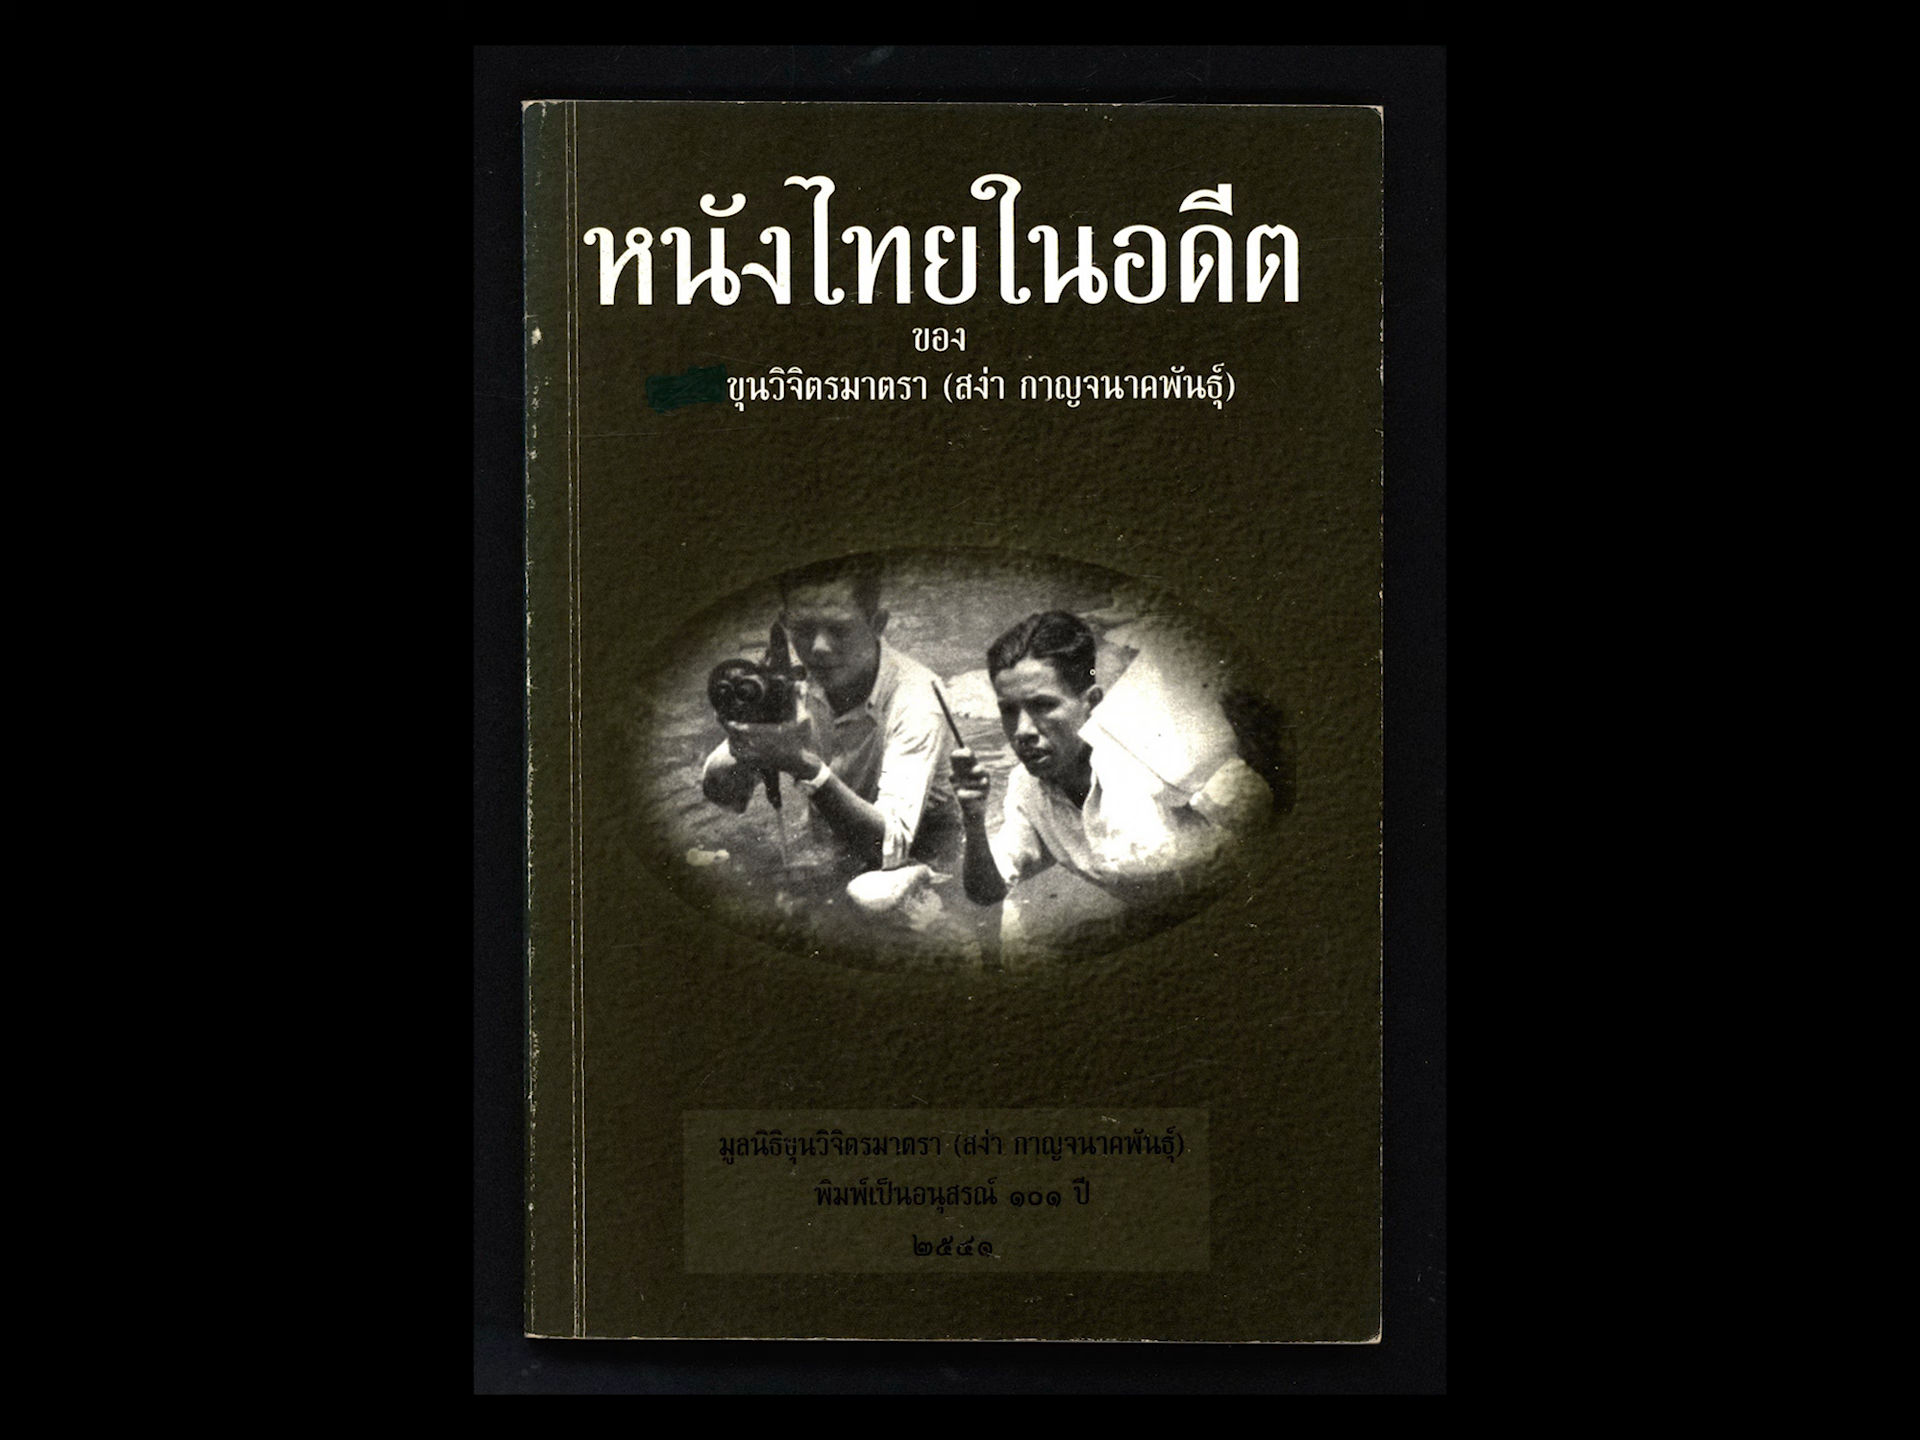 หนังไทยในอดีต
ของ
ขุนวิจิตรมาตรา (สง่า กาญจนาคพันธุ์)
มูลนิธิขุนวิจิตรมาตรา (สง่า กาญจนาคพันธุ์)
พิมพ์เป็นอนุสรณ์ ๑๐๑ ปี
๒๕๔๑